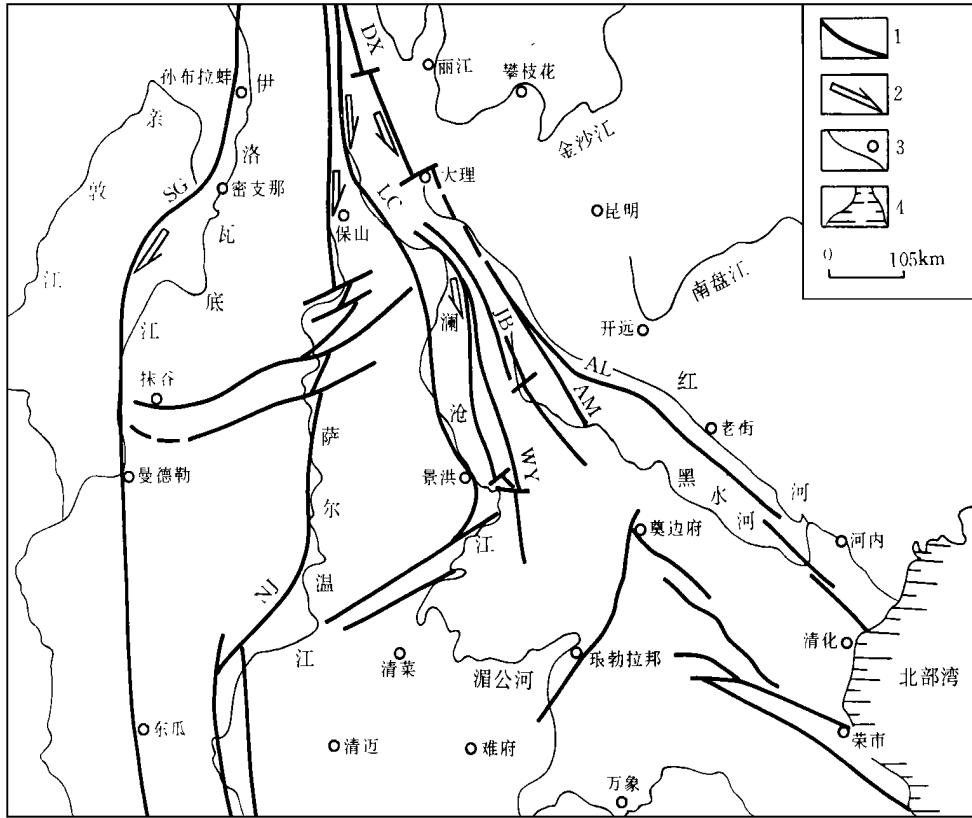 DX
1
2
3
4
0 105km
丽江
攀枝花
金沙江
孙布拉蚌
伊洛瓦底江
亲敦江
SG
密支那
LC
大理
昆明
保山
南盘江
澜沧江
JB
开远
AL
AM
红河
抹谷
老街
曼德勒
萨尔温江
景洪
WY
黑水河
奠边府
河内
NJ
清化
清莱
湄公河
琅勃拉邦
北部湾
东瓜
清迈
难府
荣市
万象